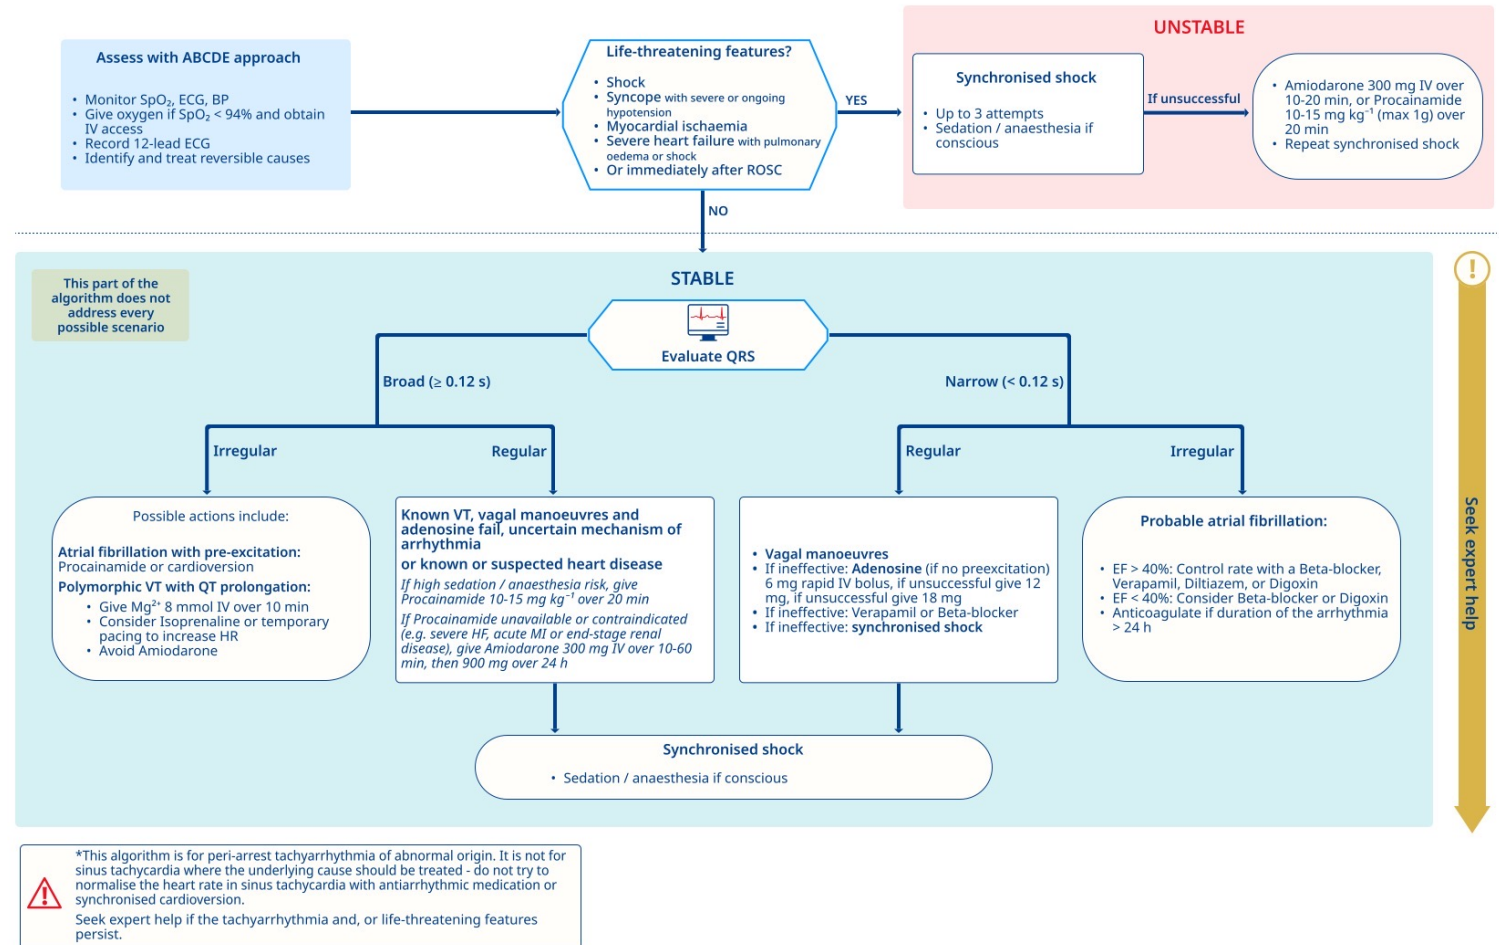 UNSTABLE
Assess with ABCDE approach
• Monitor SpO₂, ECG, BP
• Give oxygen if SpO₂ < 94% and obtain
IV access
• Record 12-lead ECG
• Identify and treat reversible causes
Life-threatening features?
• Shock
• Syncope with severe or ongoing
hypotension
• Myocardial ischaemia
• Severe heart failure with pulmonary
oedema or shock
• Or immediately after ROSC
YES
Synchronised shock
• Up to 3 attempts
• Sedation / anaesthesia if
conscious
If unsuccessful
• Amiodarone 300 mg IV over
10-20 min, or Procainamide
10-15 mg kg⁻¹ (max 1g) over
20 min
• Repeat synchronised shock
NO
This part of the
algorithm does not
address every
possible scenario
STABLE
!
Evaluate QRS
Broad (≥ 0.12 s)
Narrow (< 0.12 s)
Irregular
Regular
Regular
Irregular
Possible actions include:
Atrial fibrillation with pre-excitation:
Procainamide or cardioversion
Polymorphic VT with QT prolongation:
• Give Mg²⁺ 8 mmol IV over 10 min
• Consider Isoprenaline or temporary
pacing to increase HR
• Avoid Amiodarone
Known VT, vagal manoeuvres and
adenosine fail, uncertain mechanism of
arrhythmia
or known or suspected heart disease
If high sedation / anaesthesia risk, give
Procainamide 10-15 mg kg⁻¹ over 20 min
If Procainamide unavailable or contraindicated
(e.g. severe HF, acute MI or end-stage renal
disease), give Amiodarone 300 mg IV over 10-60
min, then 900 mg over 24 h
• Vagal manoeuvres
• If ineffective: Adenosine (if no preexcitation)
6 mg rapid IV bolus, if unsuccessful give 12
mg, if unsuccessful give 18 mg
• If ineffective: Verapamil or Beta-blocker
• If ineffective: synchronised shock
Probable atrial fibrillation:
• EF > 40%: Control rate with a Beta-blocker,
Verapamil, Diltiazem, or Digoxin
• EF < 40%: Consider Beta-blocker or Digoxin
• Anticoagulate if duration of the arrhythmia
> 24 h
Seek expert help
Synchronised shock
• Sedation / anaesthesia if conscious
*This algorithm is for peri-arrest tachyarrhythmia of abnormal origin. It is not for
sinus tachycardia where the underlying cause should be treated - do not try to
normalise the heart rate in sinus tachycardia with antiarrhythmic medication or
synchronised cardioversion.
Seek expert help if the tachyarrhythmia and, or life-threatening features
persist.